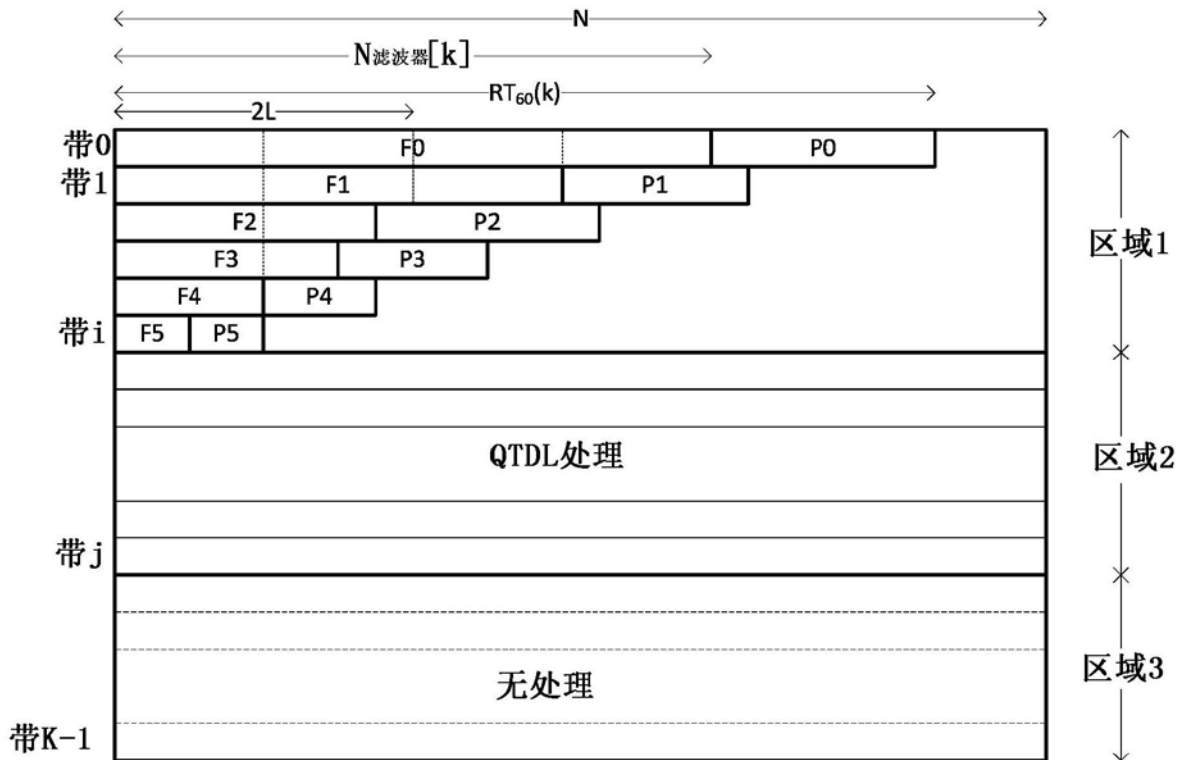 N
N滤波器[k]
RT₆₀(k)
2L
带0 F0 P0
带1 F1 P1
F2 P2
F3 P3
区域1
F4 P4
带i F5 P5
QTDL处理
区域2
带j
区域3
无处理
带K-1